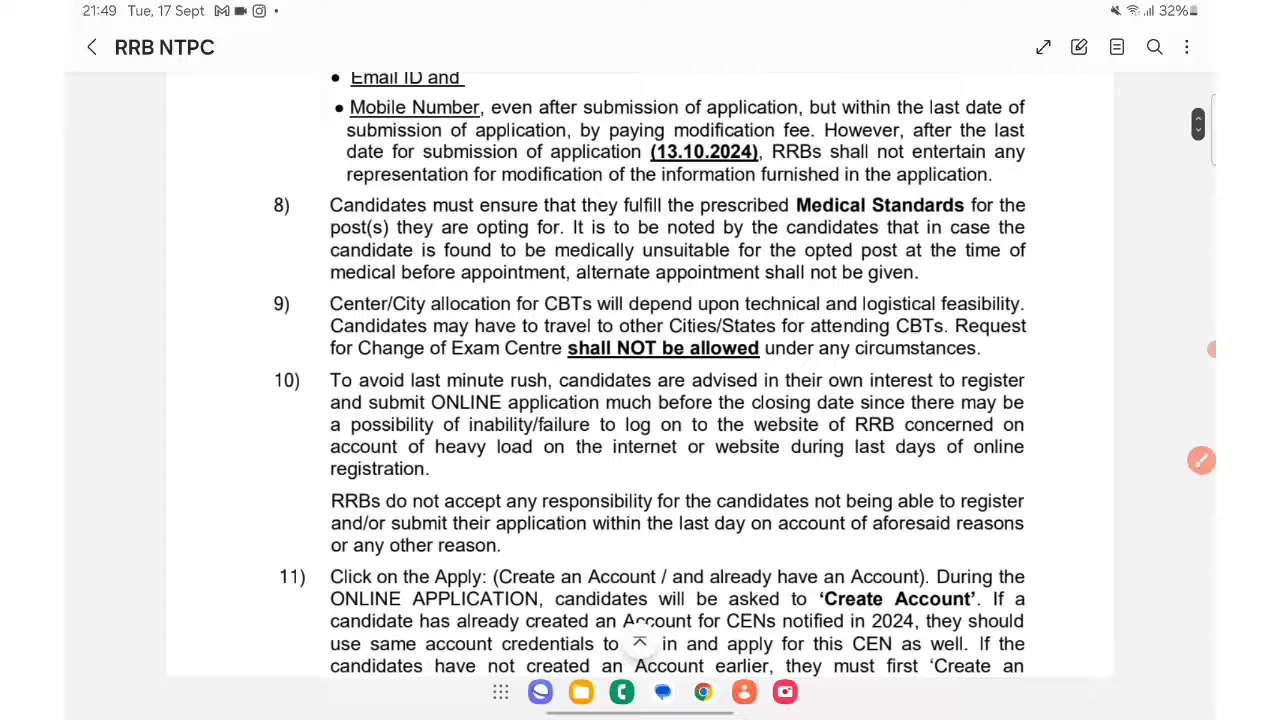 21:49 Tue, 17 Sept
32%
RRB NTPC
Email ID and
Mobile Number, even after submission of application, but within the last date of
submission of application, by paying modification fee. However, after the last
date for submission of application (13.10.2024), RRBs shall not entertain any
representation for modification of the information furnished in the application.
8) Candidates must ensure that they fulfill the prescribed Medical Standards for the
post(s) they are opting for. It is to be noted by the candidates that in case the
candidate is found to be medically unsuitable for the opted post at the time of
medical before appointment, alternate appointment shall not be given.
9) Center/City allocation for CBTs will depend upon technical and logistical feasibility.
Candidates may have to travel to other Cities/States for attending CBTs. Request
for Change of Exam Centre shall NOT be allowed under any circumstances.
10) To avoid last minute rush, candidates are advised in their own interest to register
and submit ONLINE application much before the closing date since there may be
a possibility of inability/failure to log on to the website of RRB concerned on
account of heavy load on the internet or website during last days of online
registration.
RRBs do not accept any responsibility for the candidates not being able to register
and/or submit their application within the last day on account of aforesaid reasons
or any other reason.
11) Click on the Apply: (Create an Account / and already have an Account). During the
ONLINE APPLICATION, candidates will be asked to ‘Create Account’. If a
candidate has already created an Account for CENs notified in 2024, they should
use same account credentials to in and apply for this CEN as well. If the
candidates have not created an Account earlier, they must first ‘Create an